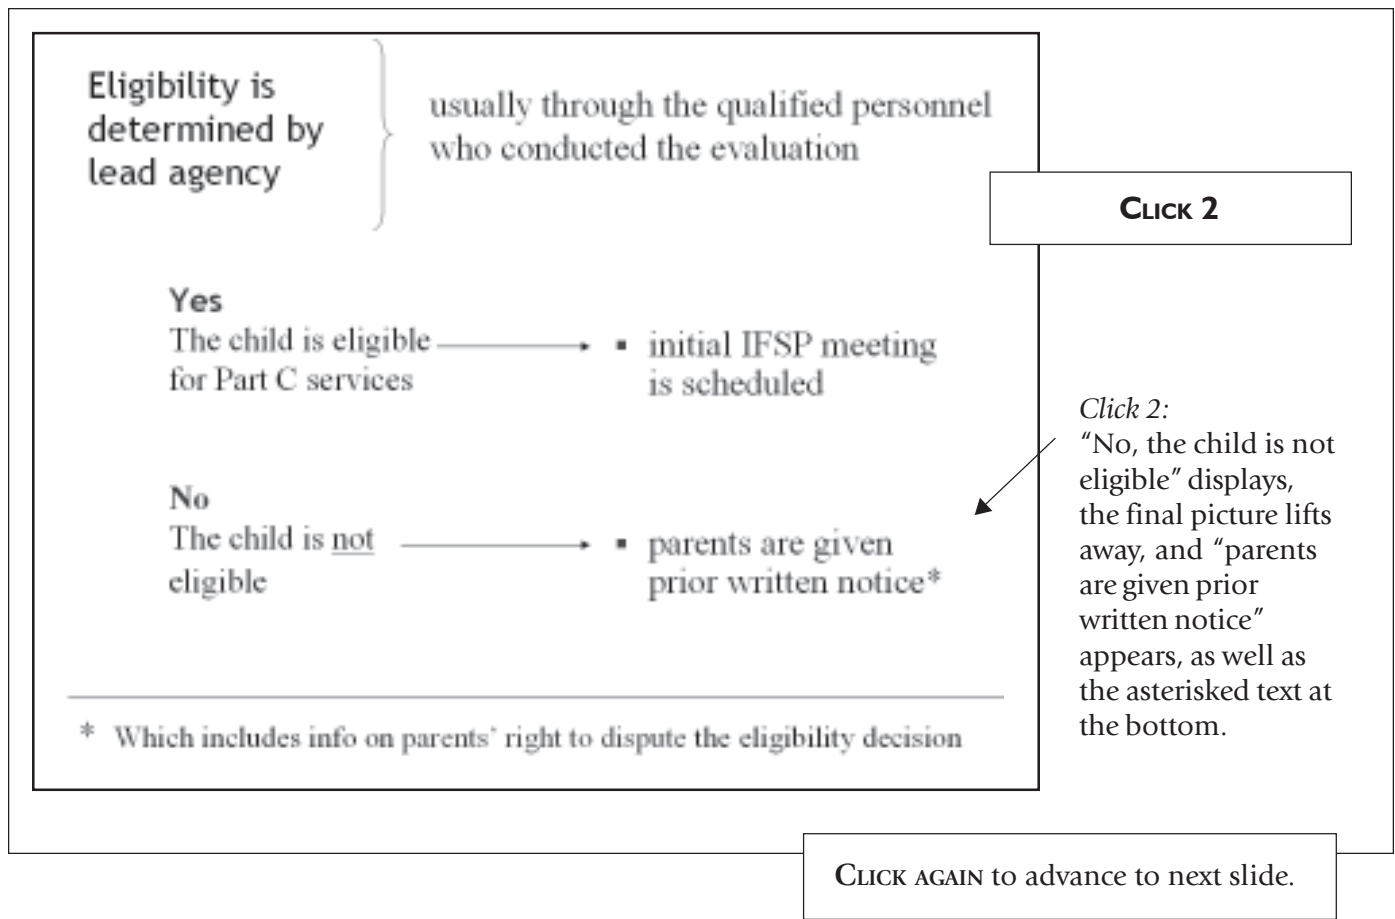 Eligibility is
determined by
lead agency
usually through the qualified personnel
who conducted the evaluation
CLICK 2
Yes
The child is eligible
for Part C services
▪ initial IFSP meeting
is scheduled
Click 2:
"No, the child is not
eligible" displays,
the final picture lifts
away, and "parents
are given prior
written notice"
appears, as well as
the asterisked text at
the bottom.
No
The child is not
eligible
▪ parents are given
prior written notice*
* Which includes info on parents' right to dispute the eligibility decision
CLICK AGAIN to advance to next slide.